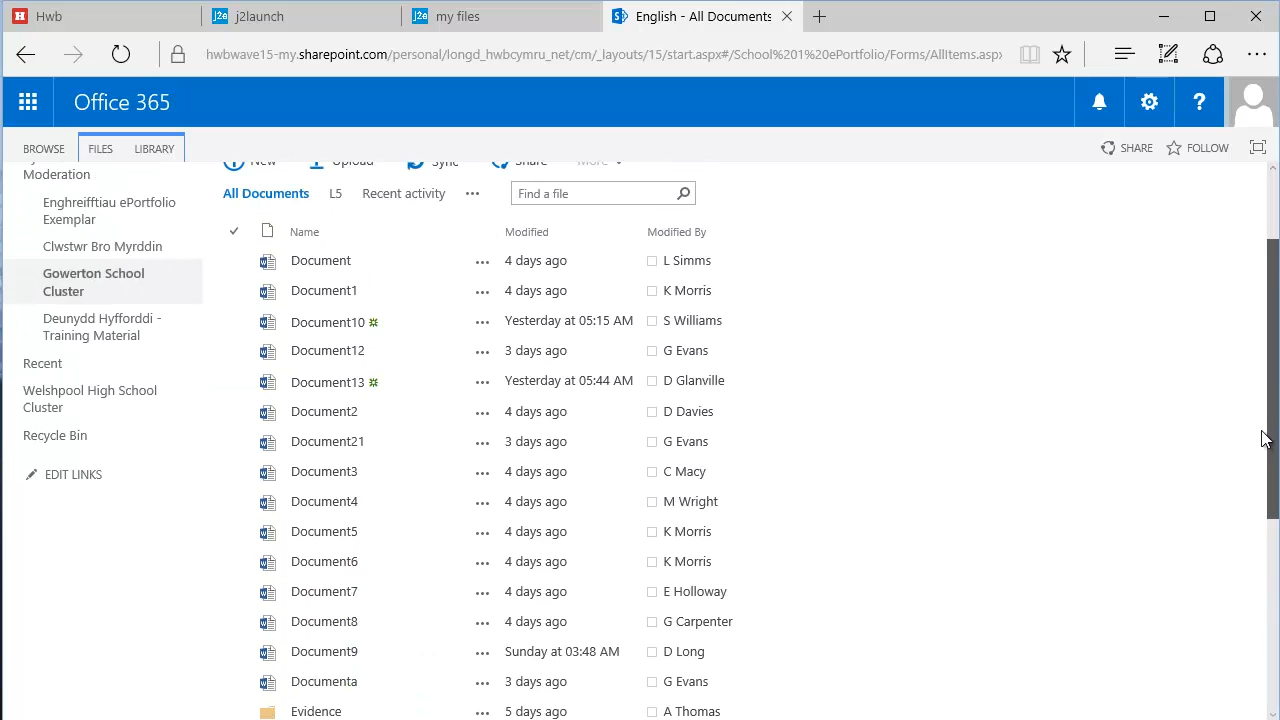 Hwb
j2launch
my files
English - All Documents
hwbwave15-my.sharepoint.com/personal/longd_hwbcymru_net/cm/_layouts/15/start.aspx#/School%201%20ePortfolio/Forms/AllItems.aspx
Office 365
?
BROWSE FILES LIBRARY SHARE FOLLOW
New Upload Sync Share More
Moderation
Enghreifftiau ePortfolio
Exemplar
Clwstwr Bro Myrddin
Gowerton School
Cluster
Deunydd Hyfforddi -
Training Material
Recent
Welshpool High School
Cluster
Recycle Bin
EDIT LINKS
All Documents L5 Recent activity ••• Find a file
Name Modified Modified By
Document ••• 4 days ago L Simms
Document1 ••• 4 days ago K Morris
Document10 ••• Yesterday at 05:15 AM S Williams
Document12 ••• 3 days ago G Evans
Document13 ••• Yesterday at 05:44 AM D Glanville
Document2 ••• 4 days ago D Davies
Document21 ••• 3 days ago G Evans
Document3 ••• 4 days ago C Macy
Document4 ••• 4 days ago M Wright
Document5 ••• 4 days ago K Morris
Document6 ••• 4 days ago K Morris
Document7 ••• 4 days ago E Holloway
Document8 ••• 4 days ago G Carpenter
Document9 ••• Sunday at 03:48 AM D Long
Documenta ••• 3 days ago G Evans
Evidence ••• 5 days ago A Thomas